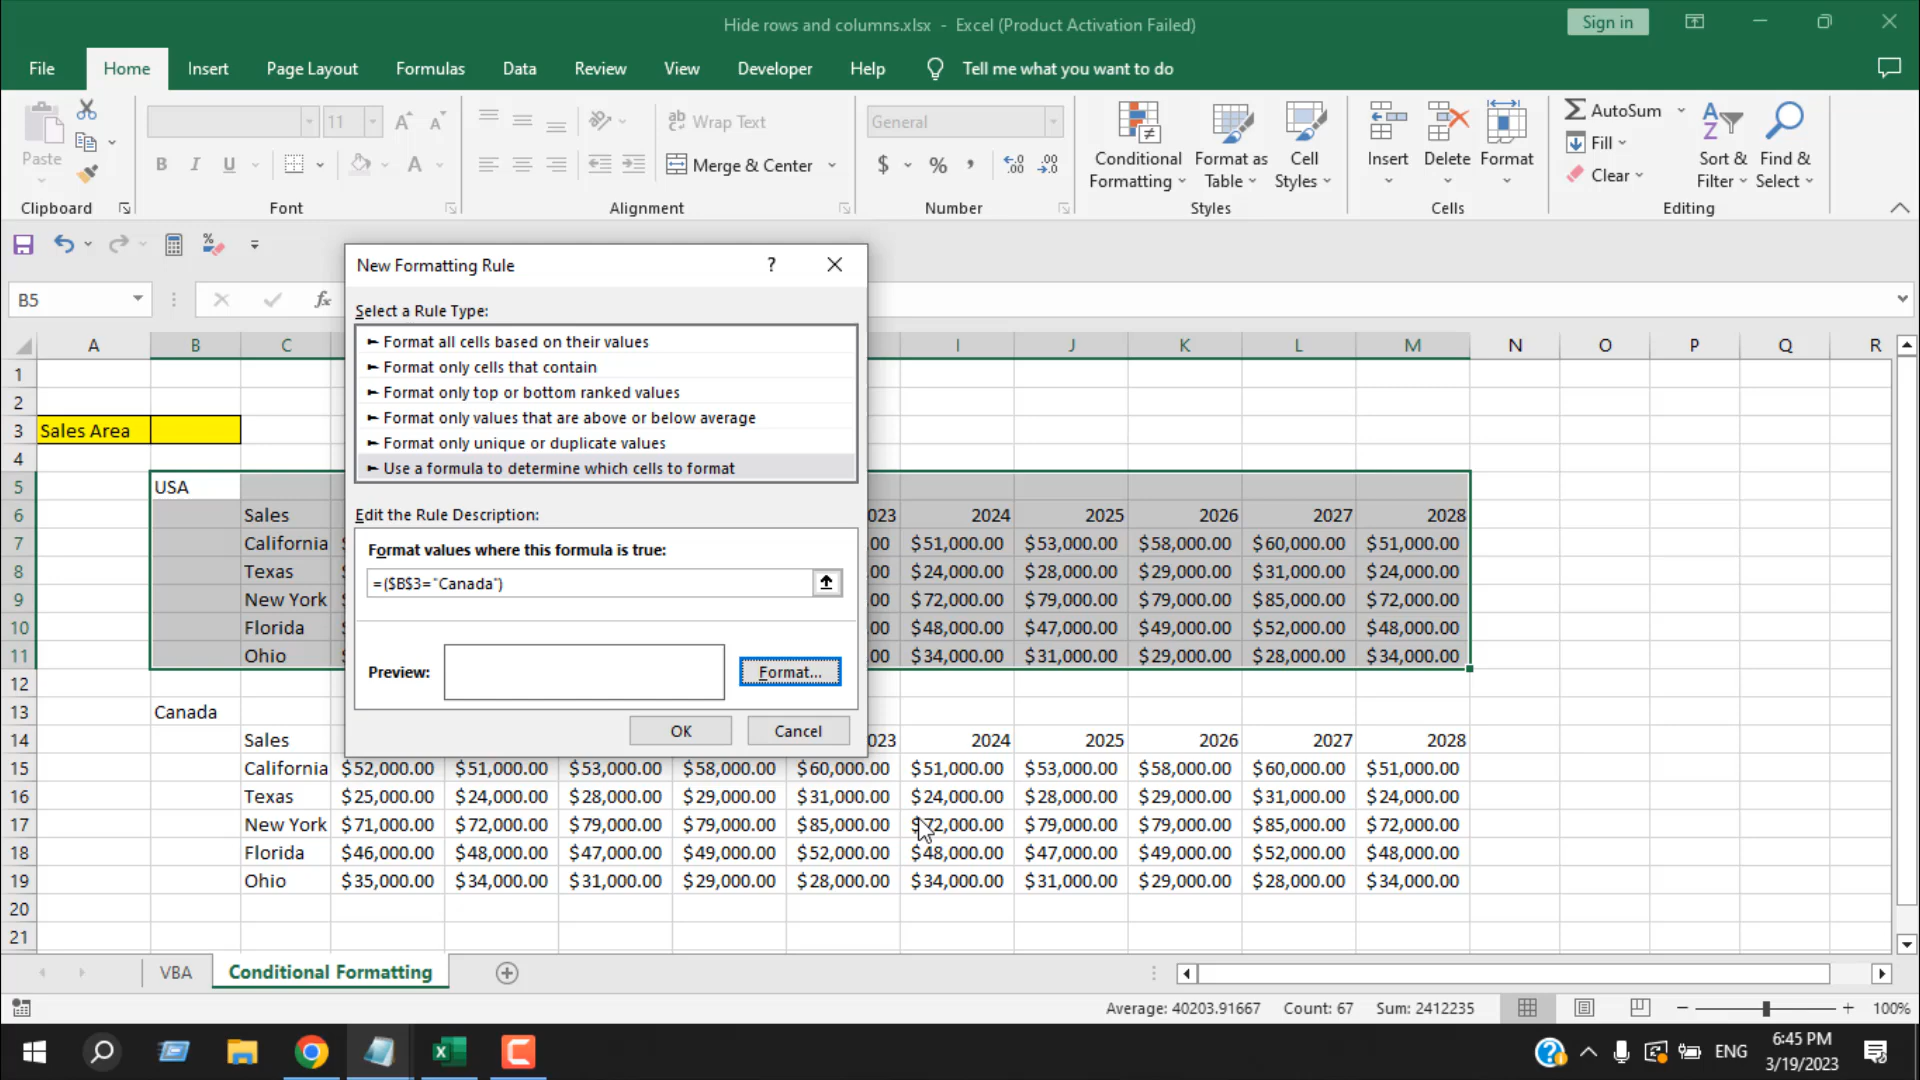 Hide rows and columns.xlsx - Excel (Product Activation Failed)
Sign in
File Home Insert Page Layout Formulas Data Review View Developer Help Tell me what you want to do
Paste
11
Wrap Text
General
Conditional Formatting
Format as Table
Cell Styles
Insert
Delete
Format
AutoSum
Fill
Clear
Sort & Filter
Find & Select
B I U
Merge & Center
$ % ,
Clipboard Font Alignment Number Styles Cells Editing
B5
fx
New Formatting Rule ?
Select a Rule Type:
► Format all cells based on their values
► Format only cells that contain
► Format only top or bottom ranked values
► Format only values that are above or below average
► Format only unique or duplicate values
► Use a formula to determine which cells to format
Edit the Rule Description:
Format values where this formula is true:
=($B$3="Canada")
Preview:
Format...
OK Cancel
A B C I J K L M N O P Q R
1
2
3 Sales Area
4
5 USA
6 Sales 023 2024 2025 2026 2027 2028
7 California 00 $51,000.00 $53,000.00 $58,000.00 $60,000.00 $51,000.00
8 Texas 00 $24,000.00 $28,000.00 $29,000.00 $31,000.00 $24,000.00
9 New York 00 $72,000.00 $79,000.00 $79,000.00 $85,000.00 $72,000.00
10 Florida 00 $48,000.00 $47,000.00 $49,000.00 $52,000.00 $48,000.00
11 Ohio 00 $34,000.00 $31,000.00 $29,000.00 $28,000.00 $34,000.00
12
13 Canada
14 Sales 023 2024 2025 2026 2027 2028
15 California $52,000.00 $51,000.00 $53,000.00 $58,000.00 $60,000.00 $51,000.00 $53,000.00 $58,000.00 $60,000.00 $51,000.00
16 Texas $25,000.00 $24,000.00 $28,000.00 $29,000.00 $31,000.00 $24,000.00 $28,000.00 $29,000.00 $31,000.00 $24,000.00
17 New York $71,000.00 $72,000.00 $79,000.00 $79,000.00 $85,000.00 $72,000.00 $79,000.00 $79,000.00 $85,000.00 $72,000.00
18 Florida $46,000.00 $48,000.00 $47,000.00 $49,000.00 $52,000.00 $48,000.00 $47,000.00 $49,000.00 $52,000.00 $48,000.00
19 Ohio $35,000.00 $34,000.00 $31,000.00 $29,000.00 $28,000.00 $34,000.00 $31,000.00 $29,000.00 $28,000.00 $34,000.00
20
21
VBA Conditional Formatting
Average: 40203.91667 Count: 67 Sum: 2412235 100%
ENG
6:45 PM
3/19/2023